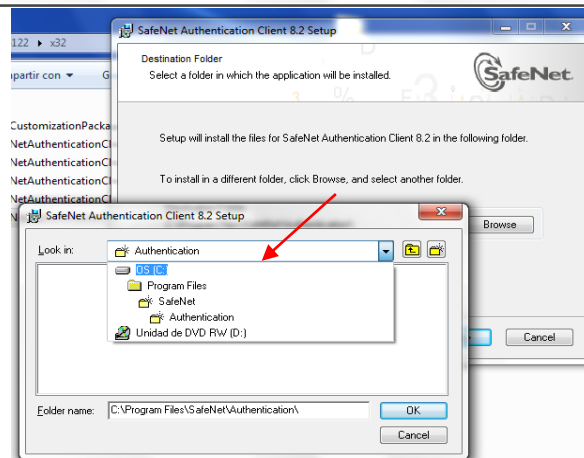 SafeNet Authentication Client 8.2 Setup
122 ▸ x32
partir con
Destination Folder
Select a folder in which the application will be installed.
SafeNet
CustomizationPacka
NetAuthenticationCl
NetAuthenticationCl
NetAuthenticationCl
NetAuthenticationCl
Setup will install the files for SafeNet Authentication Client 8.2 in the following folder.
To install in a different folder, click Browse, and select another folder.
Browse
Cancel
SafeNet Authentication Client 8.2 Setup
Look in:
Authentication
OS (C:)
Program Files
SafeNet
Authentication
Unidad de DVD RW (D:)
Folder name:
C:\Program Files\SafeNet\Authentication\
OK
Cancel